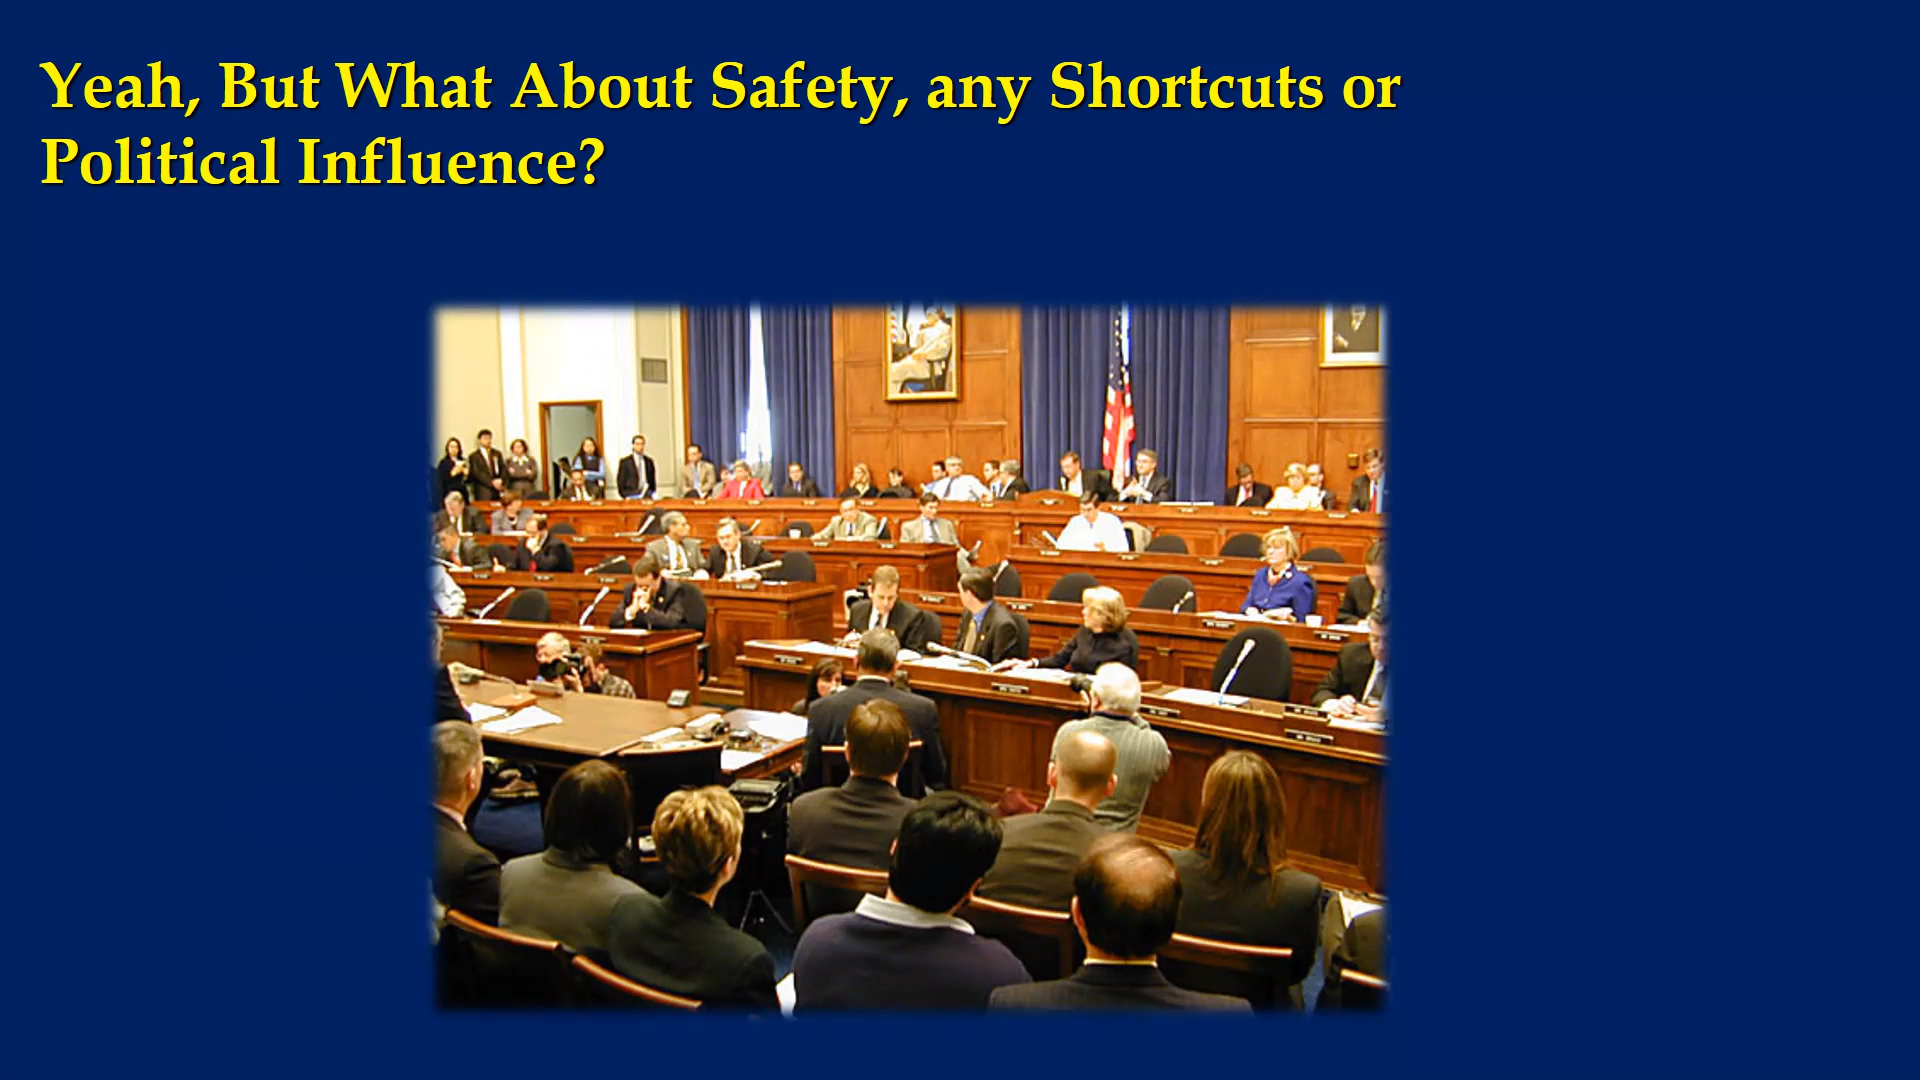 Yeah, But What About Safety, any Shortcuts or
Political Influence?